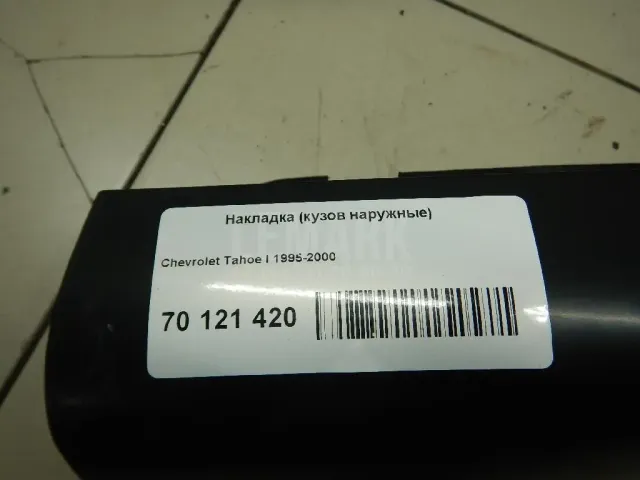 Накладка (кузов наружные)
Chevrolet Tahoe I 1995-2000
70 121 420